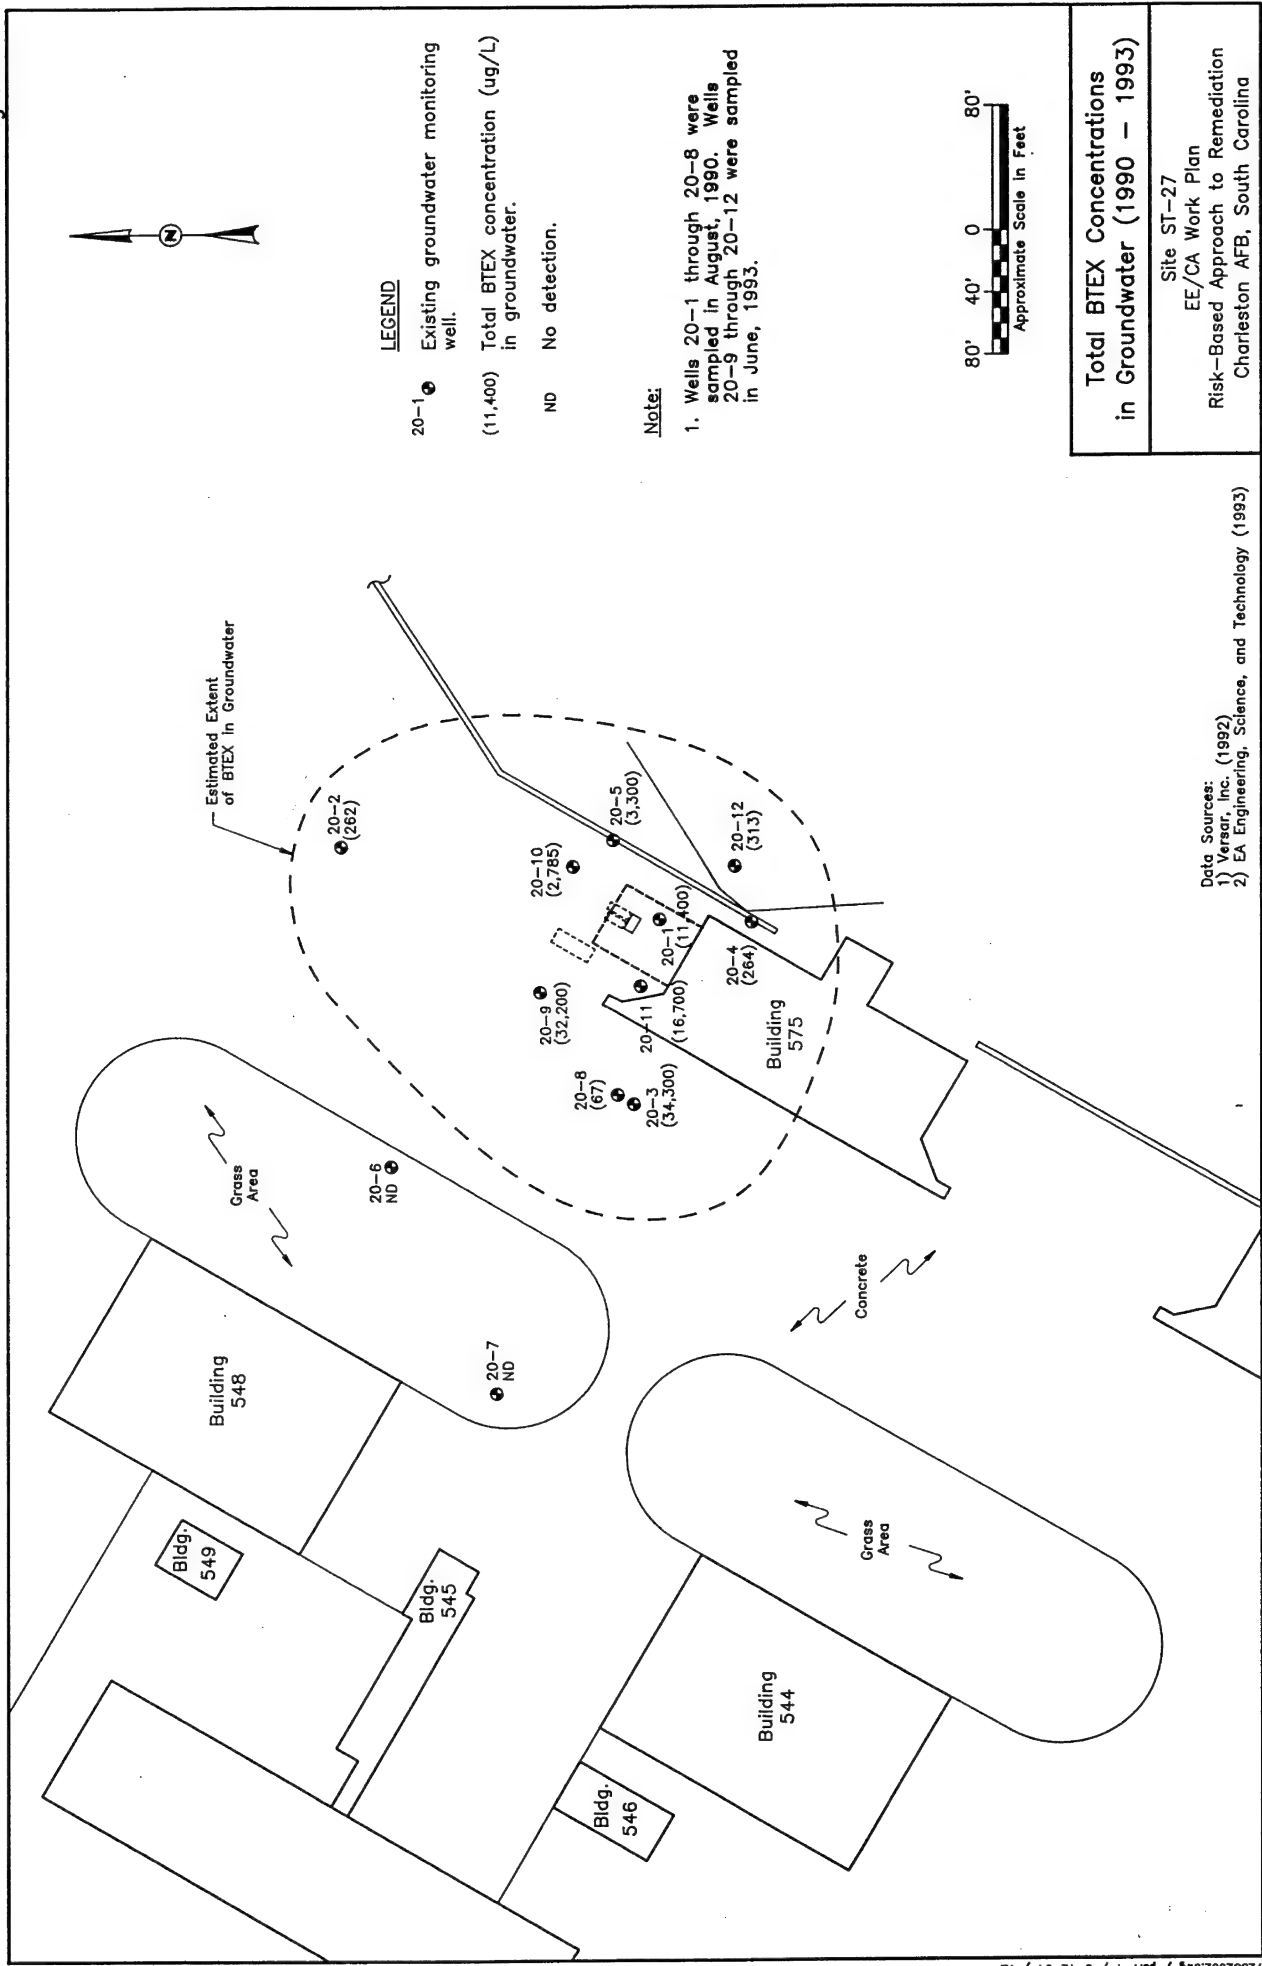 LEGEND
20-1
Existing groundwater monitoring
well.
(11,400)
Total BTEX concentration (ug/L)
in groundwater.
ND
No detection.
Note:
1. Wells 20-1 through 20-8 were
sampled in August, 1990. Wells
20-9 through 20-12 were sampled
in June, 1993.
N
80' 40' 0 80'
Approximate Scale in Feet
Estimated Extent
of BTEX in Groundwater
20-2
(262)
20-10
(2,785)
20-5
(3,300)
20-12
(313)
20-1
(11,400)
20-4
(264)
20-9
(32,200)
20-11
(16,700)
20-8
(67)
20-3
(34,300)
20-6
ND
20-7
ND
Building
575
Grass
Area
Building
548
Bldg.
549
Bldg.
545
Concrete
Grass
Area
Building
544
Bldg.
546
Data Sources:
1) Versar, Inc. (1992)
2) EA Engineering, Science, and Technology (1993)
Total BTEX Concentrations
in Groundwater (1990 - 1993)
Site ST-27
EE/CA Work Plan
Risk-Based Approach to Remediation
Charleston AFB, South Carolina